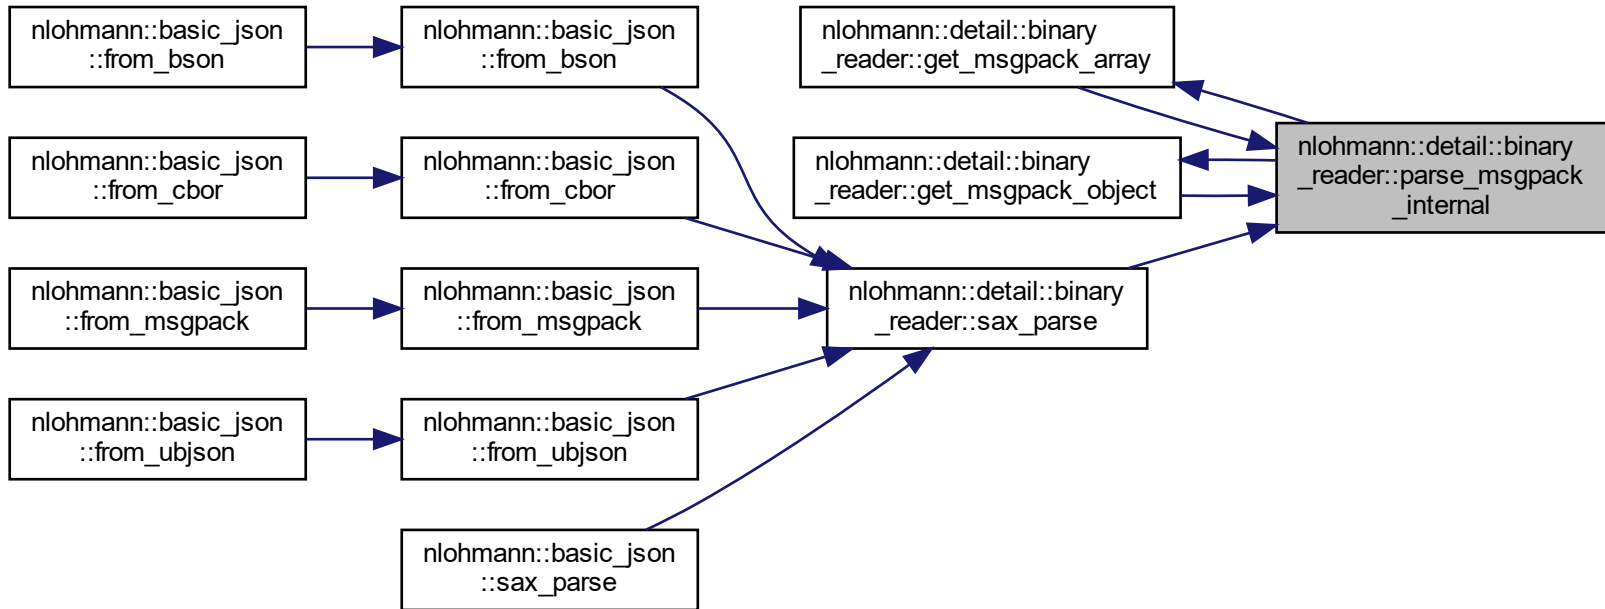 nlohmann::basic_json
::from_bson
nlohmann::basic_json
::from_bson
nlohmann::detail::binary
_reader::get_msgpack_array
nlohmann::detail::binary
_reader::parse_msgpack
_internal
nlohmann::basic_json
::from_cbor
nlohmann::basic_json
::from_cbor
nlohmann::detail::binary
_reader::get_msgpack_object
nlohmann::basic_json
::from_msgpack
nlohmann::basic_json
::from_msgpack
nlohmann::detail::binary
_reader::sax_parse
nlohmann::basic_json
::from_ubjson
nlohmann::basic_json
::from_ubjson
nlohmann::basic_json
::sax_parse